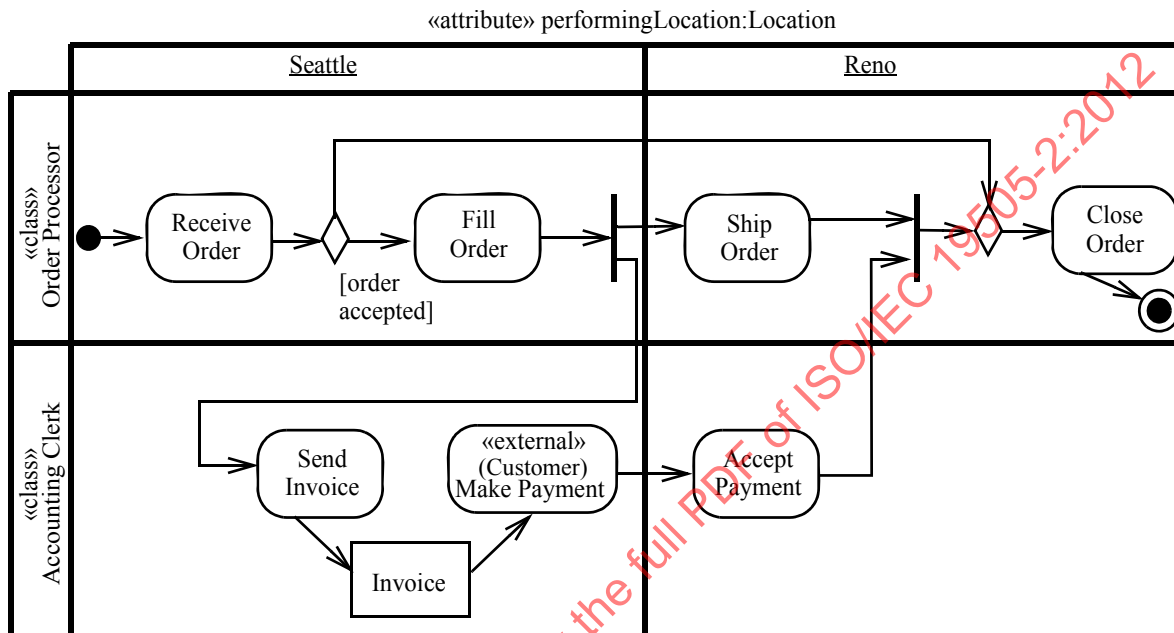 «attribute» performingLocation:Location
Seattle
Reno
«class»
Order Processor
Receive
Order
[order
accepted]
Fill
Order
Ship
Order
Close
Order
«class»
Accounting Clerk
Send
Invoice
Invoice
«external»
(Customer)
Make Payment
Accept
Payment
the full PDF of ISO/IEC 19505-2:2012